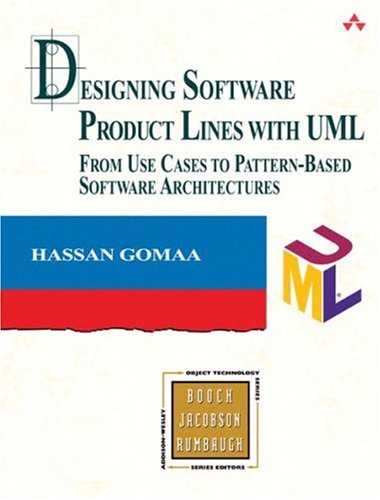 DESIGNING SOFTWARE
PRODUCT LINES WITH UML
FROM USE CASES TO PATTERN-BASED
SOFTWARE ARCHITECTURES
HASSAN GOMAA
UML
OBJECT TECHNOLOGY
ADDISON-WESLEY
BOOCH
JACOBSON
RUMBAUGH
SERIES
SERIES EDITORS